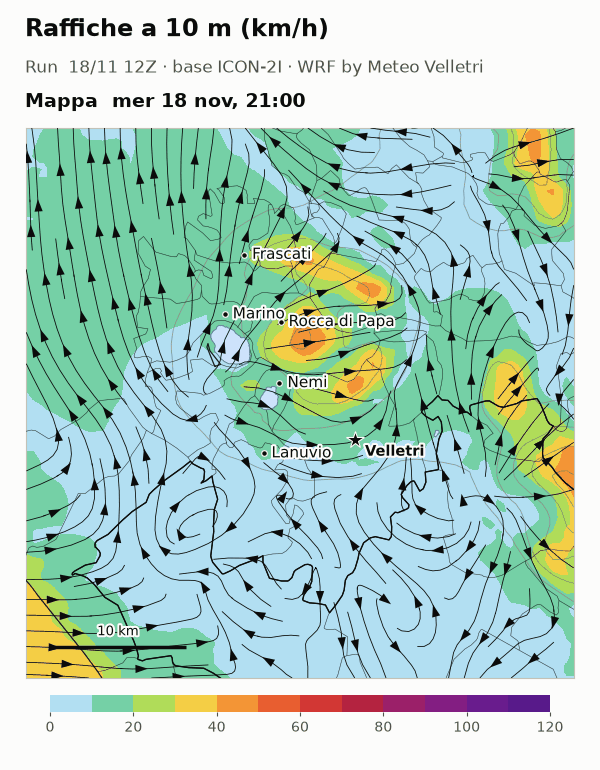 Raffiche a 10 m (km/h)
Run  18/11 12Z · base ICON-2I · WRF by Meteo Velletri
Mappa  mer 18 nov, 21:00
Frascati
Marino
Rocca di Papa
Nemi
Velletri
Lanuvio
10 km
0 20 40 60 80 100 120